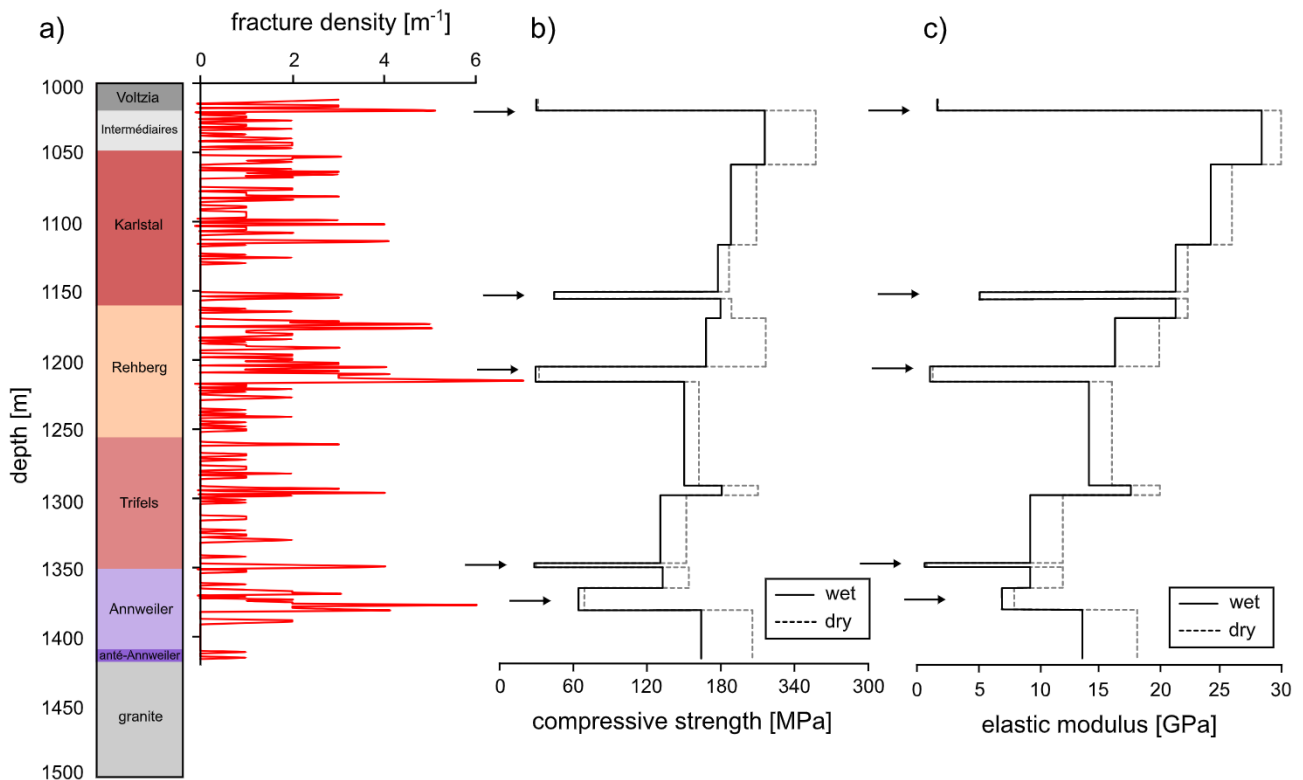 a)
fracture density [m-1]
0 2 4 6
1000
1050
1100
1150
1200
1250
1300
1350
1400
1450
1500
depth [m]
Voltzia
Intermédiaires
Karlstal
Rehberg
Trifels
Annweiler
anté-Annweiler
granite
b)
wet
dry
0 60 120 180 340 300
compressive strength [MPa]
c)
wet
dry
0 5 10 15 20 25 30
elastic modulus [GPa]